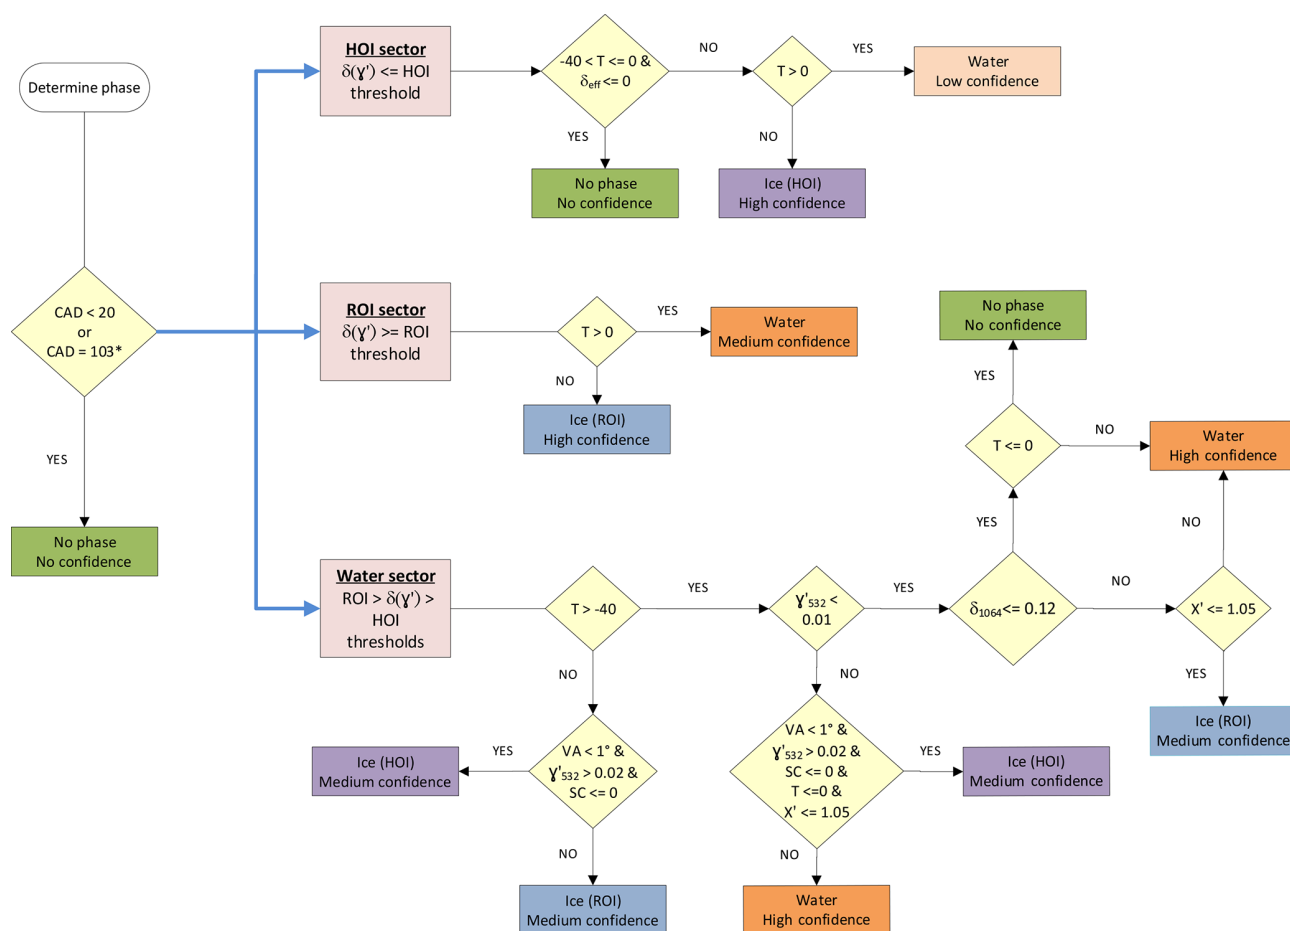 Determine phase
CAD < 20
or
CAD = 103*
YES
No phase
No confidence
HOI sector
δ(Ɣ') <= HOI
threshold
-40 < T <= 0 &
δeff <= 0
NO
T > 0
YES
Water
Low confidence
YES
No phase
No confidence
NO
Ice (HOI)
High confidence
ROI sector
δ(Ɣ') >= ROI
threshold
T > 0
YES
Water
Medium confidence
NO
Ice (ROI)
High confidence
Water sector
ROI > δ(Ɣ') >
HOI
thresholds
T > -40
YES
Ɣ'532 <
0.01
YES
δ1064<= 0.12
NO
X' <= 1.05
YES
T <= 0
YES
No phase
No confidence
NO
Water
High confidence
NO
YES
Ice (ROI)
Medium confidence
NO
VA < 1° &
Ɣ'532 > 0.02 &
SC <= 0
YES
Ice (HOI)
Medium confidence
NO
Ice (ROI)
Medium confidence
NO
VA < 1° &
Ɣ'532 > 0.02 &
SC <= 0 &
T <=0 &
X' <= 1.05
YES
Ice (HOI)
Medium confidence
NO
Water
High confidence